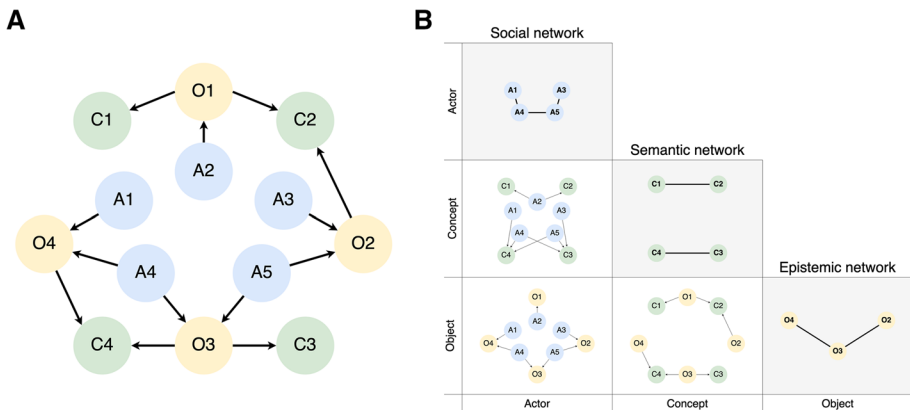 A
O1
C1
C2
A2
A1
A3
O4
O2
A4
A5
C4
O3
C3
B
Social network
Actor
A1 A3
A4 A5
Semantic network
Concept
C1 C2
A2
A1 A3
A4 A5
C4 C3
C1 C2
C4 C3
Epistemic network
Object
O1
A2
A1 A3
O4 O2
A4 A5
O3
C1 O1 C2
O4 O2
C4 O3 C3
O4 O2
O3
Actor Concept Object